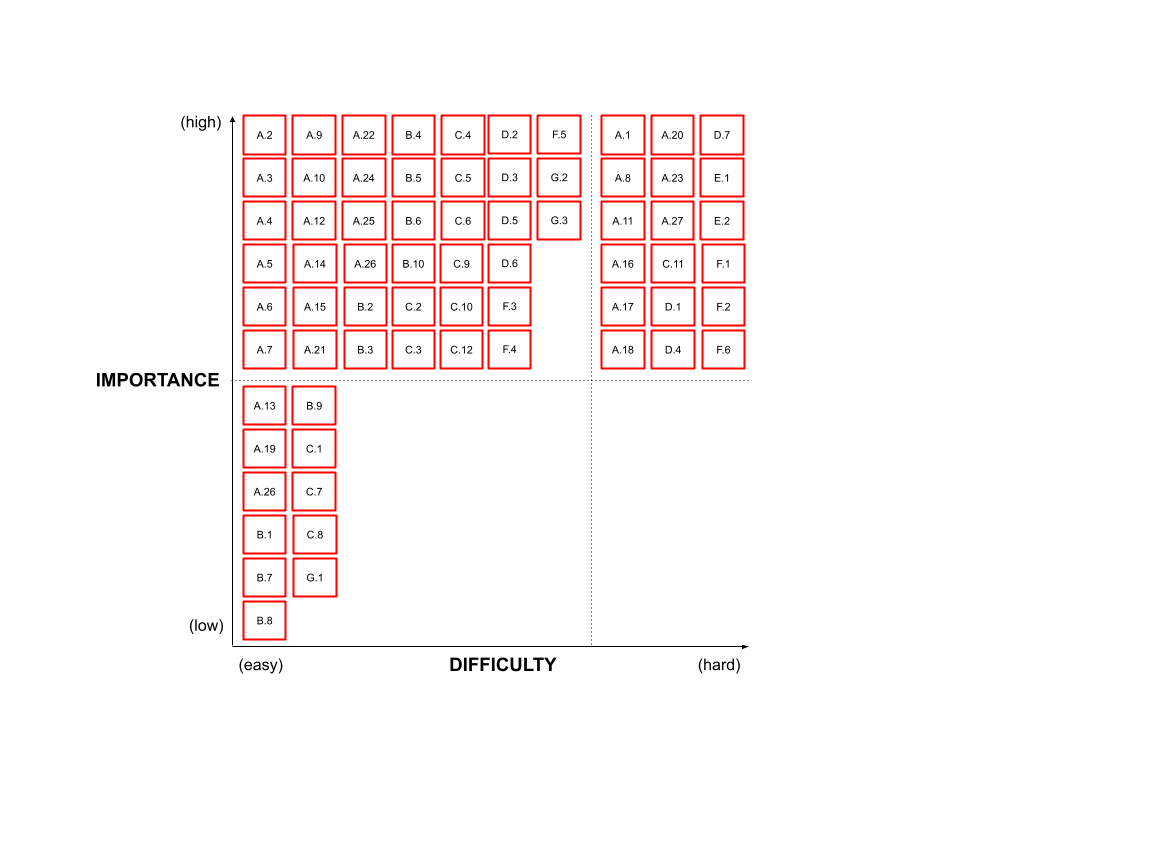 (high)
A.2 A.9 A.22 B.4 C.4 D.2 F.5 A.1 A.20 D.7
A.3 A.10 A.24 B.5 C.5 D.3 G.2 A.8 A.23 E.1
A.4 A.12 A.25 B.6 C.6 D.5 G.3 A.11 A.27 E.2
A.5 A.14 A.26 B.10 C.9 D.6 A.16 C.11 F.1
A.6 A.15 B.2 C.2 C.10 F.3 A.17 D.1 F.2
A.7 A.21 B.3 C.3 C.12 F.4 A.18 D.4 F.6
IMPORTANCE
A.13 B.9
A.19 C.1
A.26 C.7
B.1 C.8
B.7 G.1
B.8
(low)
(easy) DIFFICULTY (hard)